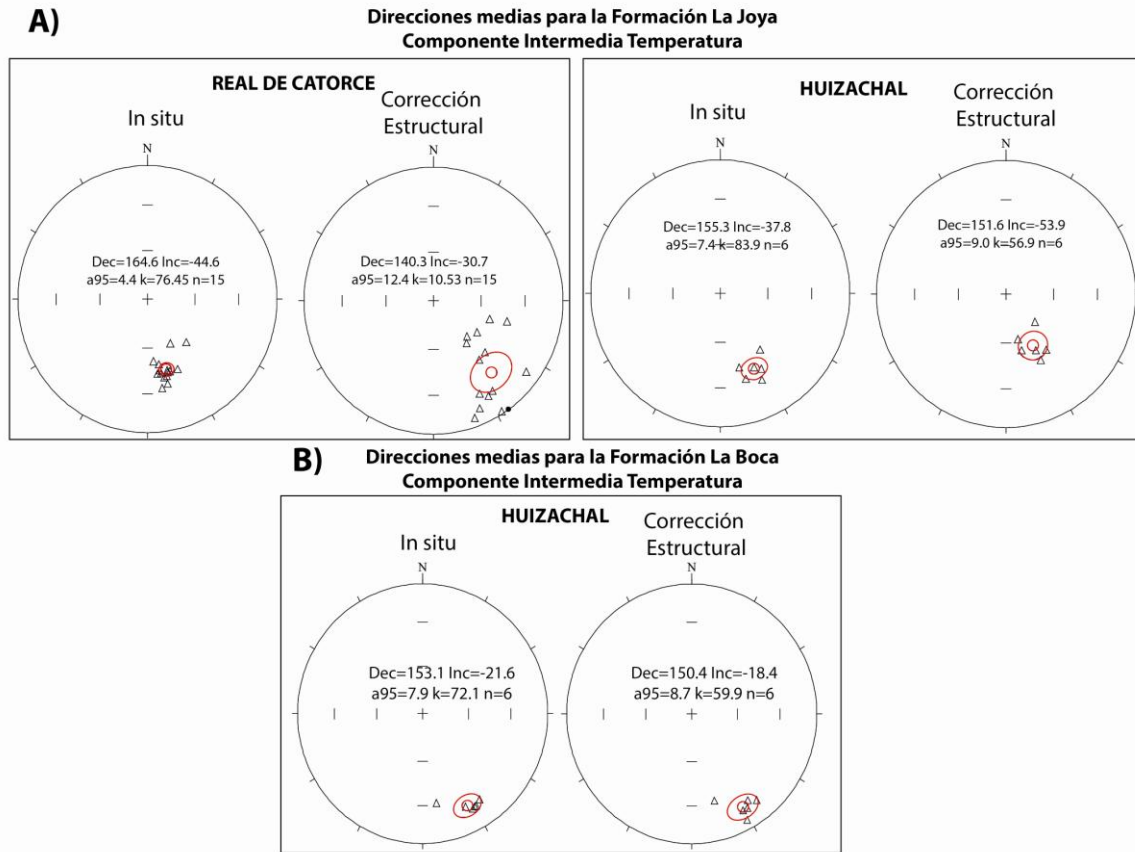 A)
Direcciones medias para la Formación La Joya
Componente Intermedia Temperatura
REAL DE CATORCE
In situ
Corrección
Estructural
N
N
Dec=164.6 Inc=-44.6
a95=4.4 k=76.45 n=15
Dec=140.3 Inc=-30.7
a95=12.4 k=10.53 n=15
HUIZACHAL
In situ
Corrección
Estructural
N
N
Dec=155.3 Inc=-37.8
a95=7.4 k=83.9 n=6
Dec=151.6 Inc=-53.9
a95=9.0 k=56.9 n=6
B)
Direcciones medias para la Formación La Boca
Componente Intermedia Temperatura
HUIZACHAL
In situ
Corrección
Estructural
N
N
Dec=153.1 Inc=-21.6
a95=7.9 k=72.1 n=6
Dec=150.4 Inc=-18.4
a95=8.7 k=59.9 n=6